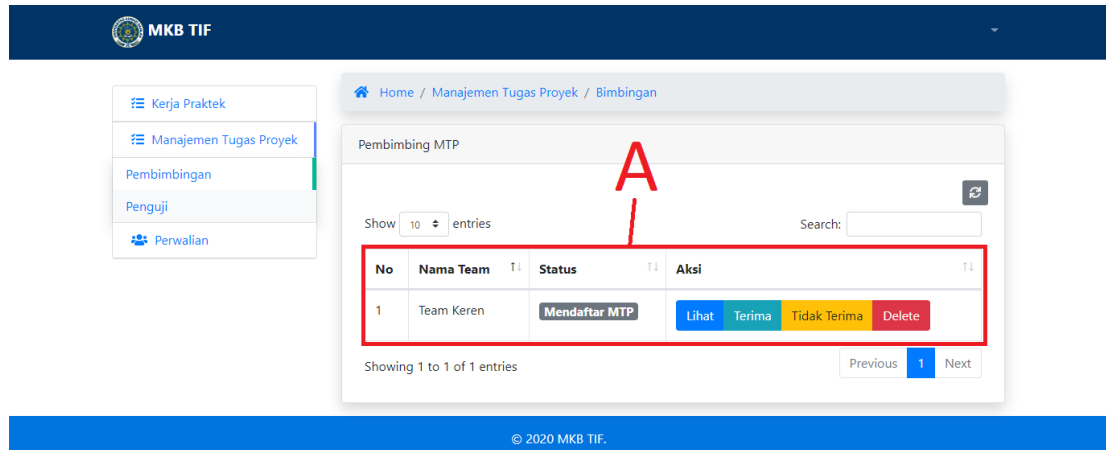 MKB TIF
Home / Manajemen Tugas Proyek / Bimbingan
Kerja Praktek
Manajemen Tugas Proyek
Pembimbingan
Penguji
Perwalian
Pembimbing MTP
A
Show 10 entries
Search:
No Nama Team Status Aksi
1 Team Keren Mendaftar MTP Lihat Terima Tidak Terima Delete
Showing 1 to 1 of 1 entries
Previous 1 Next
© 2020 MKB TIF.